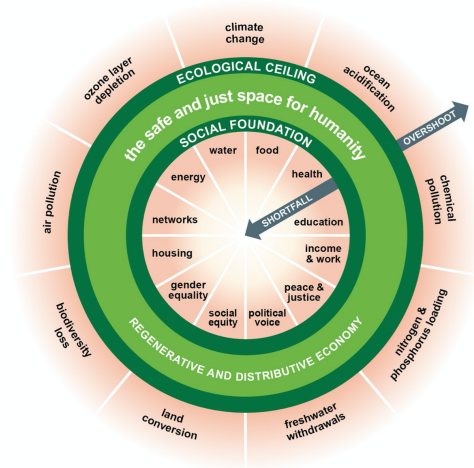 climate
change
ozone layer
depletion
ocean
acidification
ECOLOGICAL CEILING
the safe and just space for humanity
OVERSHOOT
SOCIAL FOUNDATION
water
food
energy
health
SHORTFALL
air pollution
chemical
pollution
networks
education
housing
income
& work
gender
equality
peace &
justice
social
equity
political
voice
biodiversity
loss
nitrogen &
phosphorus loading
REGENERATIVE AND DISTRIBUTIVE ECONOMY
land
conversion
freshwater
withdrawals